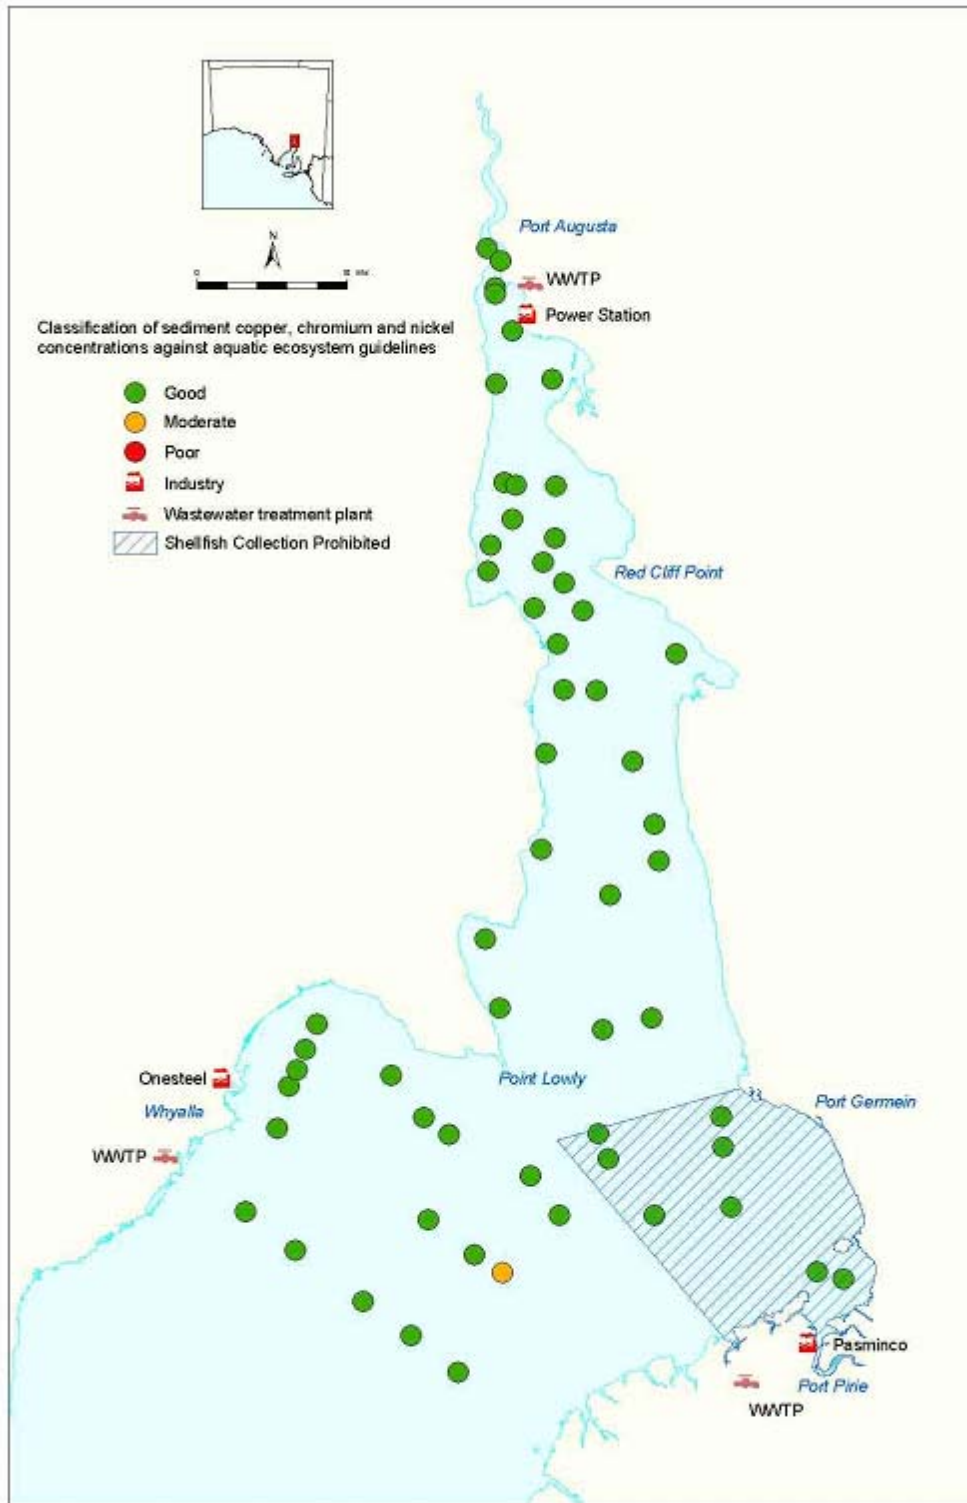 N
0
Port Augusta
WWTP
Power Station
Classification of sediment copper, chromium and nickel
concentrations against aquatic ecosystem guidelines
Good
Moderate
Poor
Industry
Wastewater treatment plant
Shellfish Collection Prohibited
Red Cliff Point
Onesteel
Point Lowly
Whyalla
Port Germein
WWTP
Pasminco
Port Pirie
WWTP